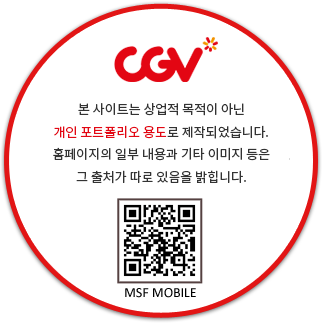 CGV
본 사이트는 상업적 목적이 아닌
개인 포트폴리오 용도로 제작되었습니다.
홈페이지의 일부 내용과 기타 이미지 등은
그 출처가 따로 있음을 밝힙니다.
MSF MOBILE